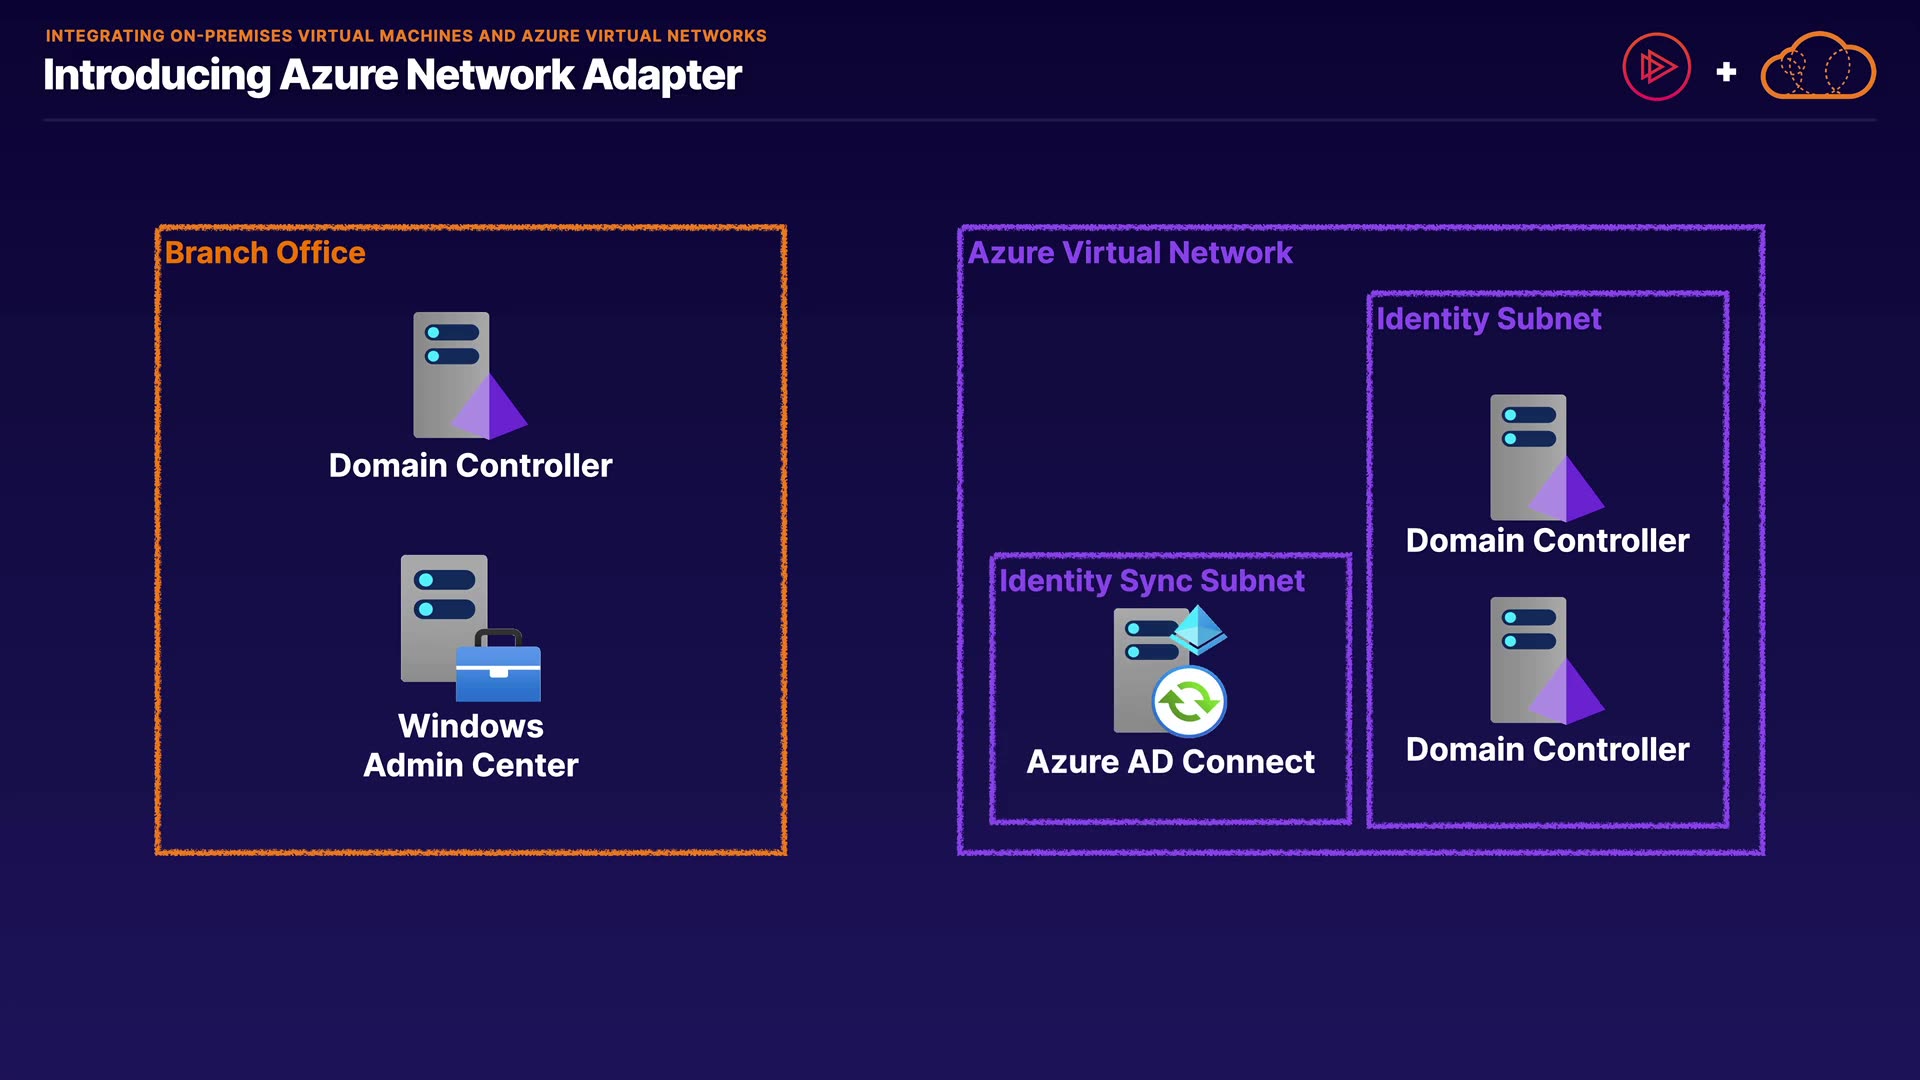 INTEGRATING ON-PREMISES VIRTUAL MACHINES AND AZURE VIRTUAL NETWORKS
Introducing Azure Network Adapter
Branch Office
Domain Controller
Windows
Admin Center
Azure Virtual Network
Identity Sync Subnet
Azure AD Connect
Identity Subnet
Domain Controller
Domain Controller